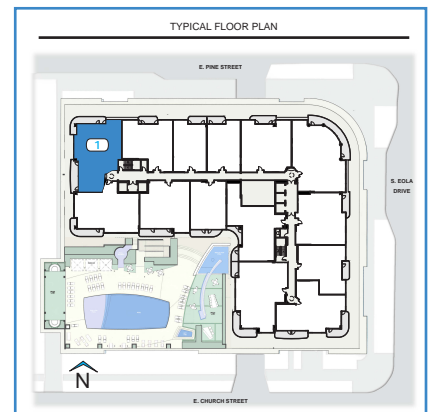 TYPICAL FLOOR PLAN
E. PINE STREET
1
S. EOLA
DRIVE
N
E. CHURCH STREET